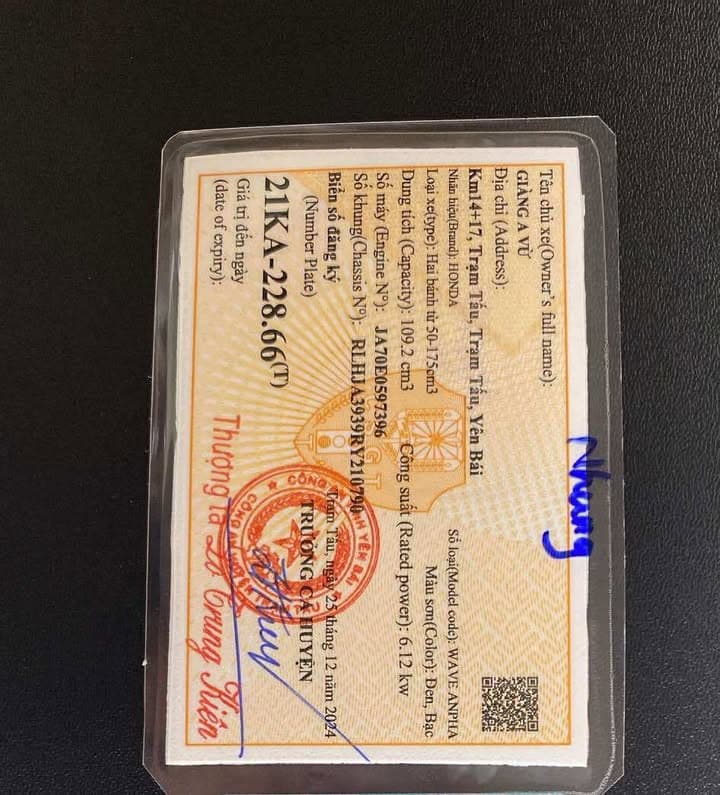 Nhung
Tên chủ xe(Owner's full name):
GIÀNG A VỪ
Địa chỉ (Address):
Km14+17, Trạm Tấu, Trạm Tấu, Yên Bái
Nhãn hiệu(Brand): HONDA Số loại(Model code): WAVE ANPHA
Loại xe(type): Hai bánh từ 50-175cm3 Màu sơn(Color): Đen, Bạc
Dung tích (Capacity): 109.2 cm3 Công suất (Rated power): 6.12 kw
Số máy (Engine N°): JA70E0597396
Số khung(Chassis N°): RLHJA3939RY210790
Biển số đăng ký Trạm Tấu, ngày 25 tháng 12 năm 2024
(Number Plate) TRƯỞNG CA HUYỆN
21KA-228.66(T)
Giá trị đến ngày
(date of expiry):
Thượng tá Lò Trung Kiên